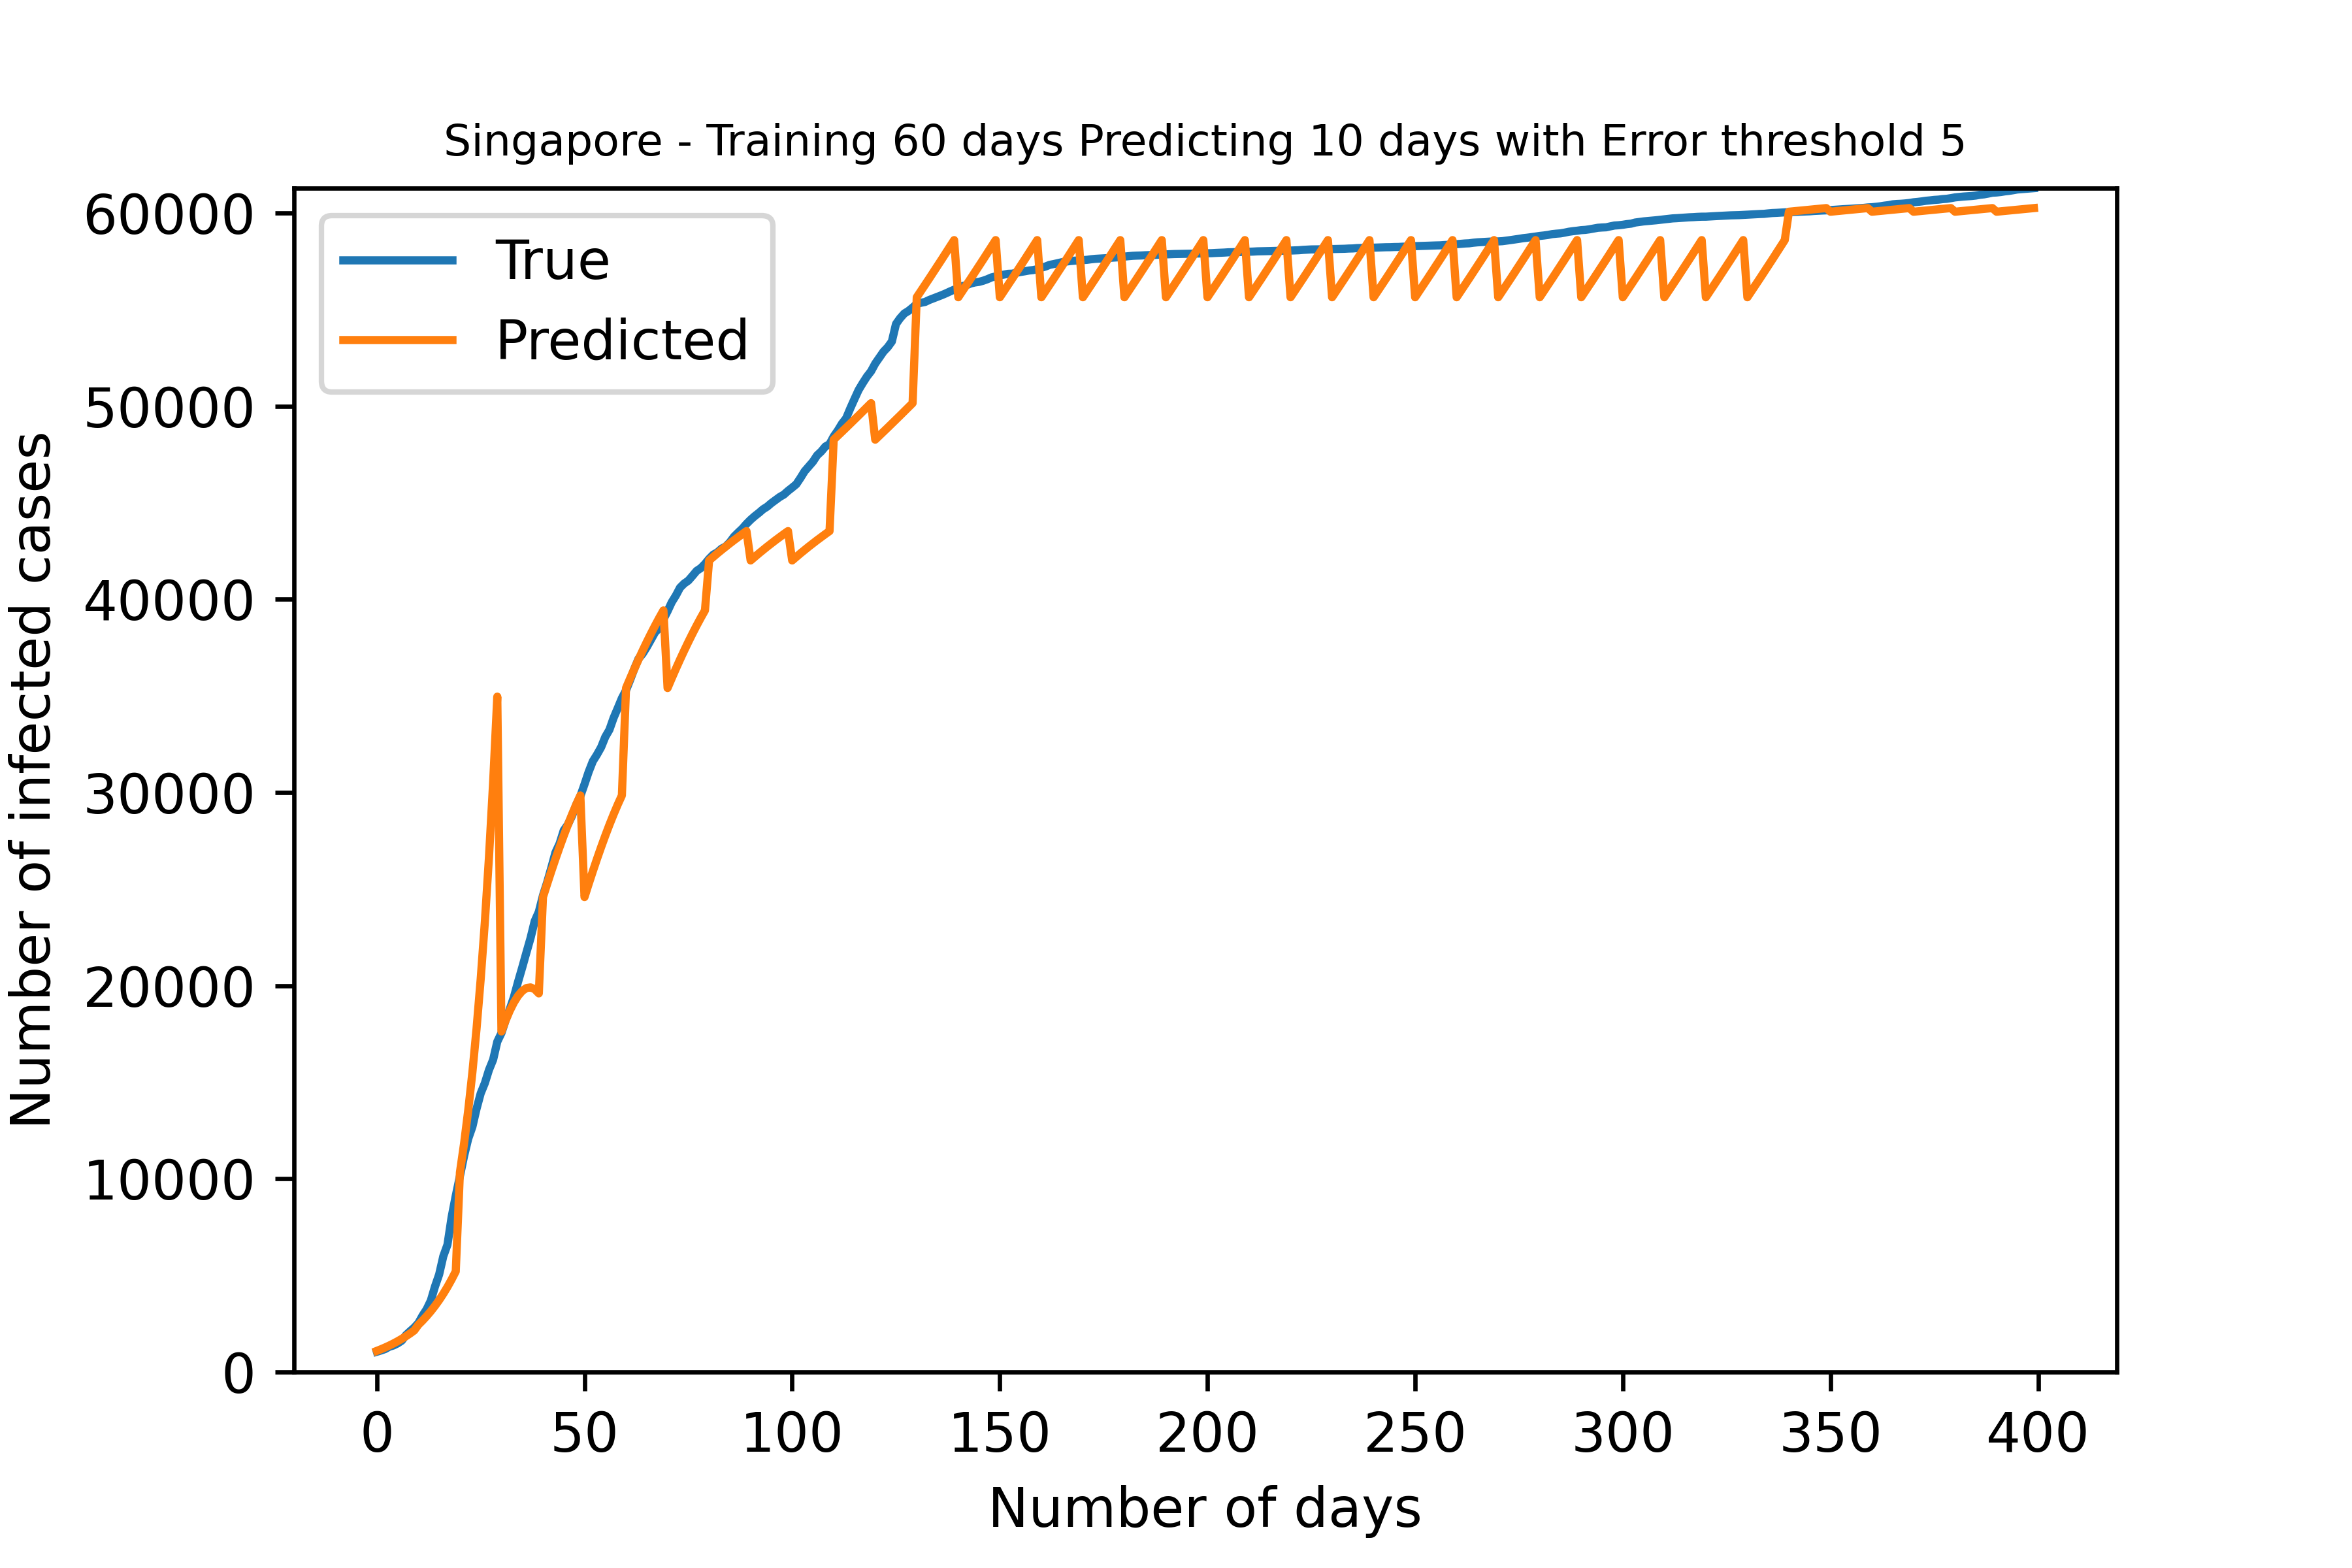 Singapore - Training 60 days Predicting 10 days with Error threshold 5
True
Predicted
Number of infected cases
60000
50000
40000
30000
20000
10000
0
0 50 100 150 200 250 300 350 400
Number of days